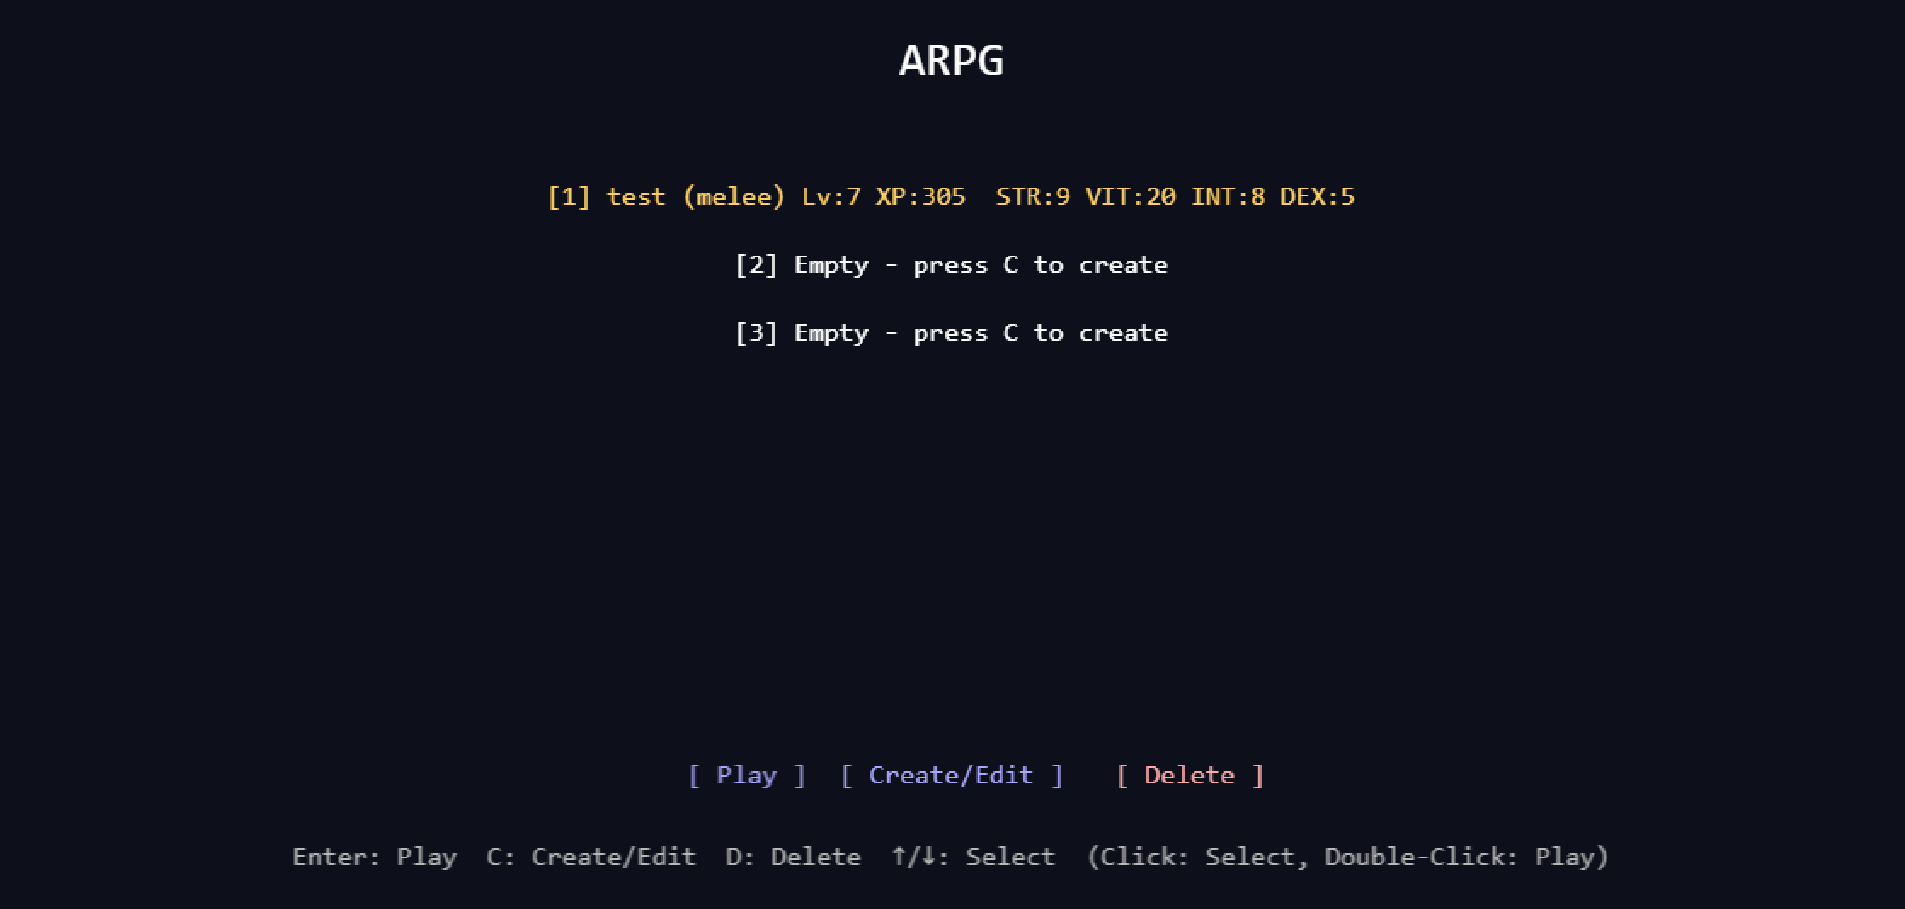 ARPG
[1] test (melee) Lv:7 XP:305  STR:9 VIT:20 INT:8 DEX:5
[2] Empty - press C to create
[3] Empty - press C to create
[ Play ]  [ Create/Edit ]  [ Delete ]
Enter: Play  C: Create/Edit  D: Delete  ↑/↓: Select  (Click: Select, Double-Click: Play)